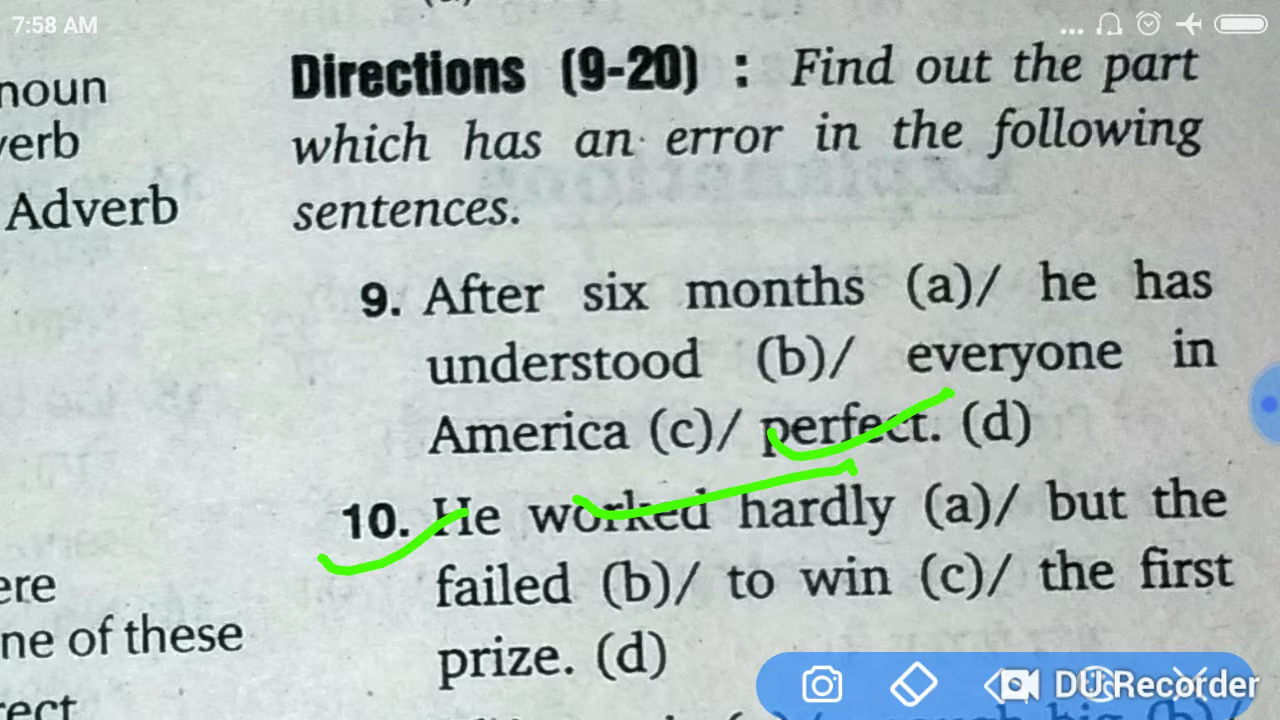 7:58 AM
noun
verb
Adverb
Directions (9-20) : Find out the part
which has an error in the following
sentences.
9. After six months (a)/ he has
understood (b)/ everyone in
America (c)/ perfect. (d)
10. He worked hardly (a)/ but the
failed (b)/ to win (c)/ the first
prize. (d)
ere
ne of these
rect
DU Recorder